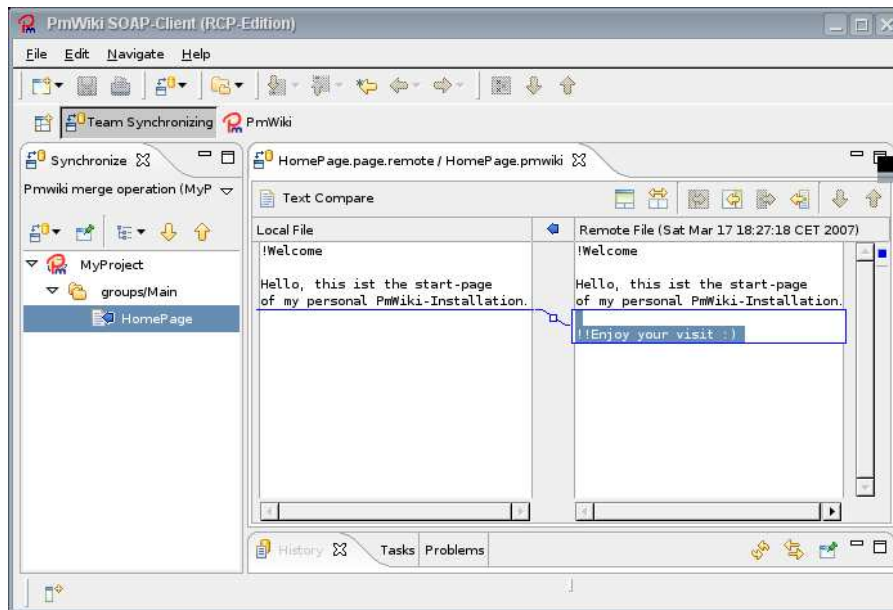 PmWiki SOAP-Client (RCP-Edition)
File Edit Navigate Help
Team Synchronizing PmWiki
Synchronize
Pmwiki merge operation (MyP
MyProject
groups/Main
HomePage
HomePage.page.remote / HomePage.pmwiki
Text Compare
Local File
!Welcome
Hello, this ist the start-page
of my personal PmWiki-Installation.
Remote File (Sat Mar 17 18:27:18 CET 2007)
!Welcome
Hello, this ist the start-page
of my personal PmWiki-Installation.
!!Enjoy your visit :)
History Tasks Problems